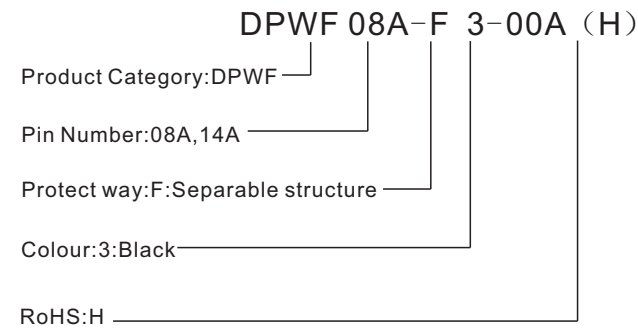 DPWF 08A-F 3-00A（H）
Product Category:DPWF
Pin Number:08A,14A
Protect way:F:Separable structure
Colour:3:Black
RoHS:H